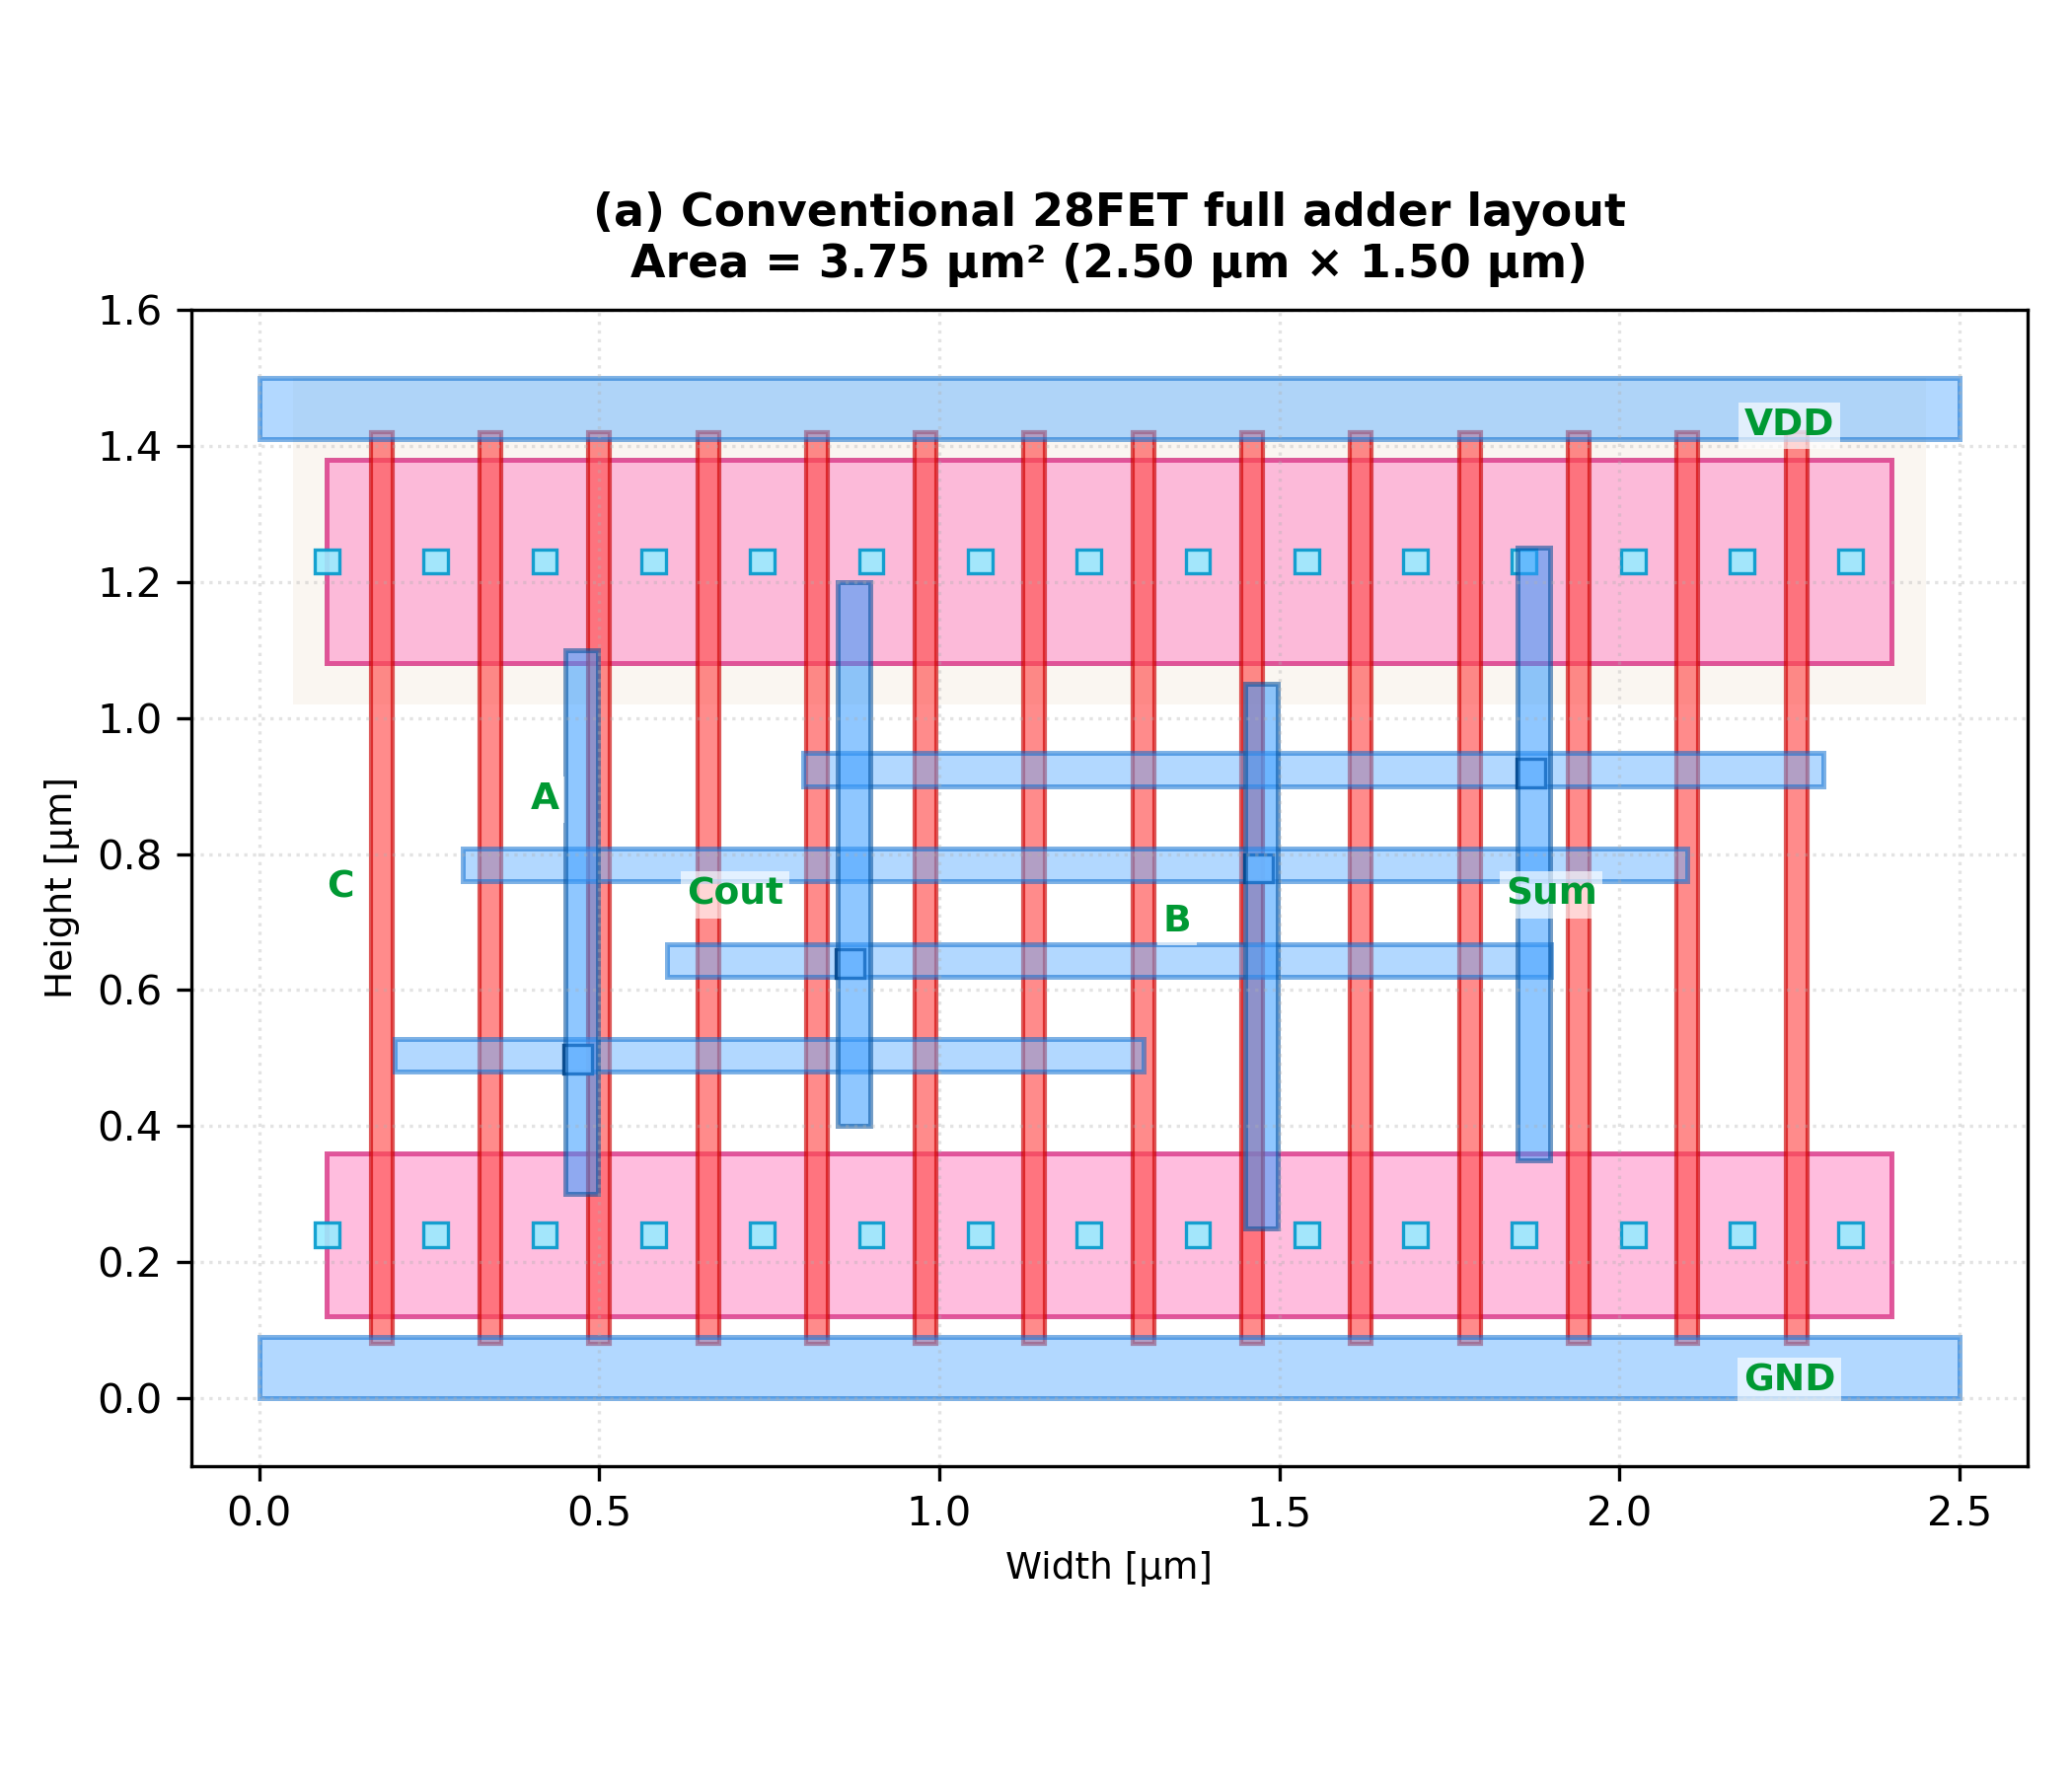 (a) Conventional 28FET full adder layout
Area = 3.75 µm² (2.50 µm × 1.50 µm)
1.6
1.4
1.2
1.0
0.8
0.6
0.4
0.2
0.0
Height [µm]
VDD
A
C
Cout
Sum
B
GND
0.0
0.5
1.0
1.5
2.0
2.5
Width [µm]